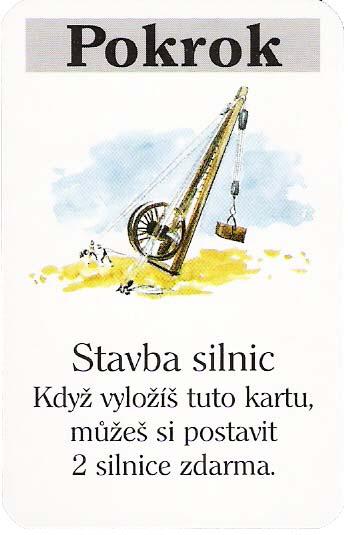 Pokrok
Stavba silnic
Když vyložíš tuto kartu,
můžeš si postavit
2 silnice zdarma.